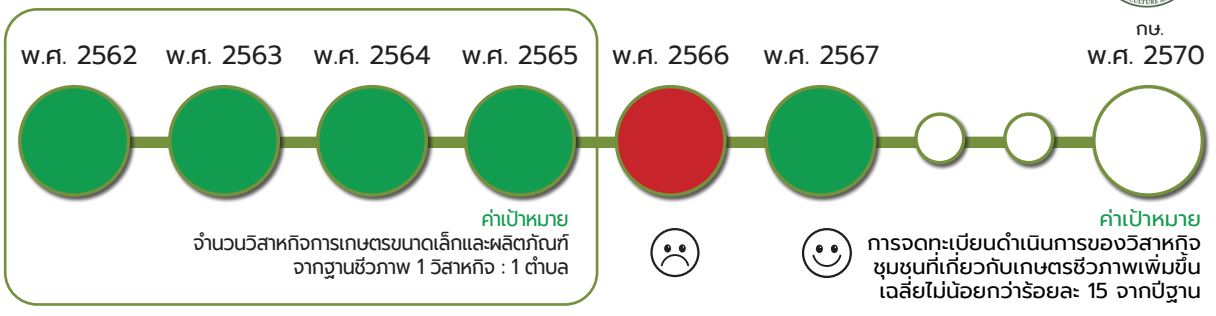 กษ.
พ.ศ. 2562 พ.ศ. 2563 พ.ศ. 2564 พ.ศ. 2565 พ.ศ. 2566 พ.ศ. 2567 พ.ศ. 2570
ค่าเป้าหมาย
จำนวนวิสาหกิจการเกษตรขนาดเล็กและผลิตภัณฑ์
จากฐานชีวภาพ 1 วิสาหกิจ : 1 ตำบล
ค่าเป้าหมาย
การจดทะเบียนดำเนินการของวิสาหกิจ
ชุมชนที่เกี่ยวกับเกษตรชีวภาพเพิ่มขึ้น
เฉลี่ยไม่น้อยกว่าร้อยละ 15 จากปีฐาน